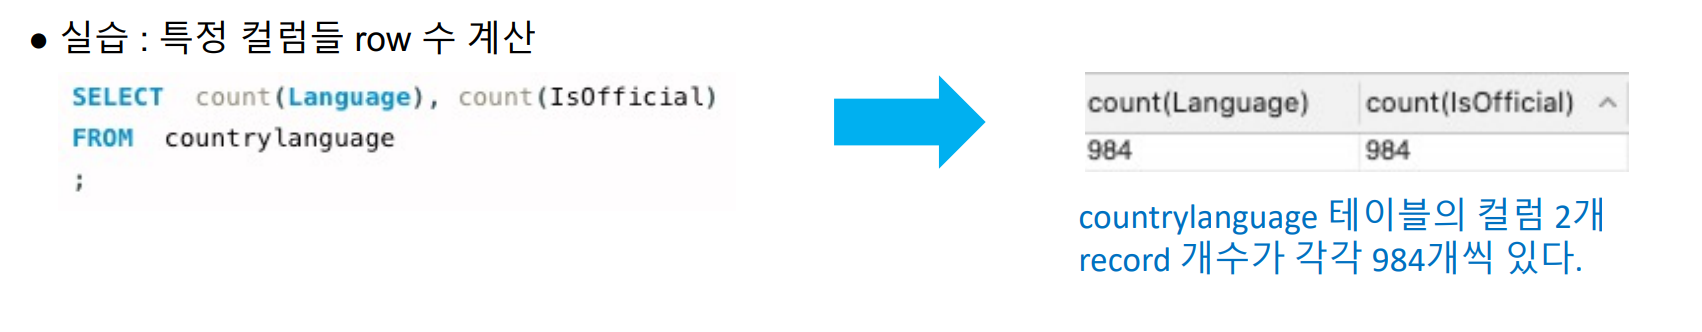 ● 실습 : 특정 컬럼들 row 수 계산
SELECT count(Language), count(IsOfficial)
FROM countrylanguage
;
count(Language) count(IsOfficial)
984 984
countrylanguage 테이블의 컬럼 2개
record 개수가 각각 984개씩 있다.